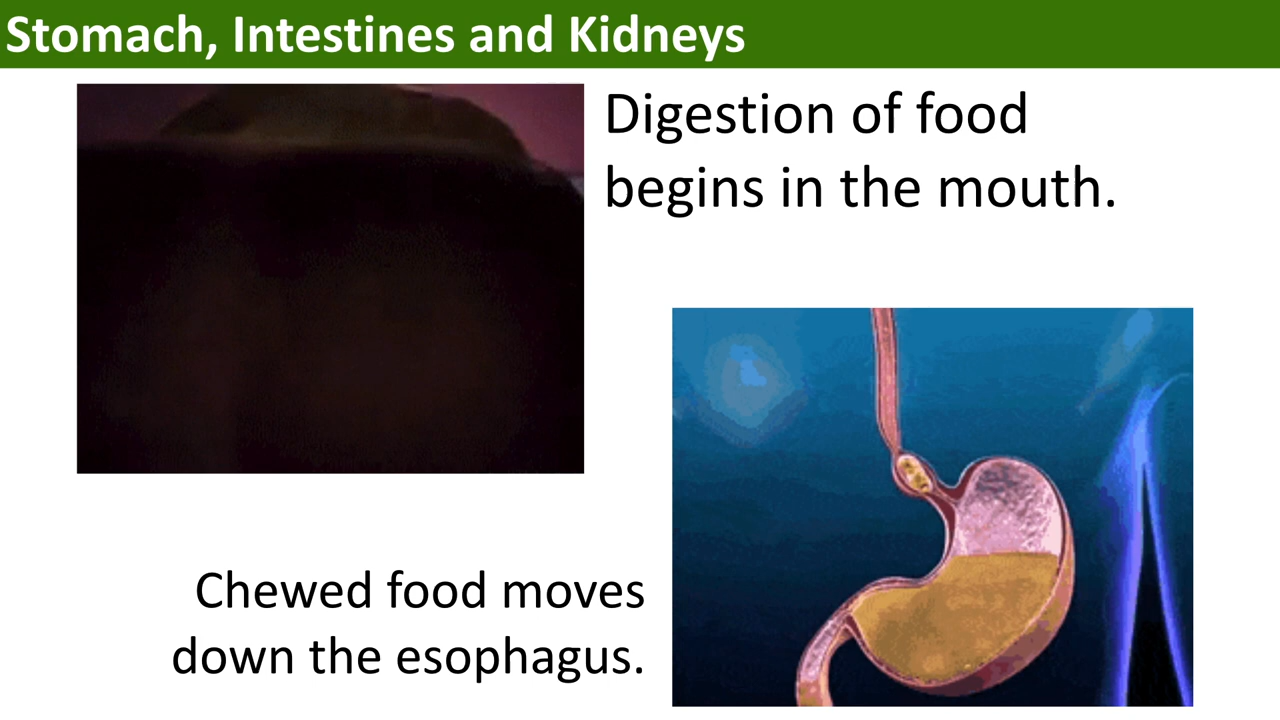 Stomach, Intestines and Kidneys
Digestion of food
begins in the mouth.
Chewed food moves
down the esophagus.